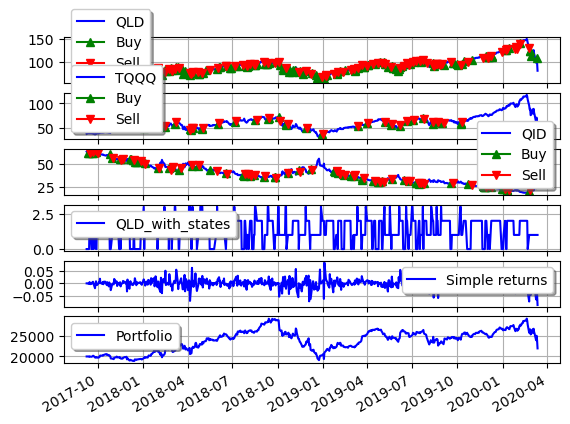 QLD
Buy
Sell
150
100
TQQQ
Buy
Sell
100
50
QID
Buy
Sell
50
25
QLD_with_states
2.5
0.0
Simple returns
0.05
0.00
−0.05
Portfolio
25000
20000
2017-10
2018-01
2018-04
2018-07
2018-10
2019-01
2019-04
2019-07
2019-10
2020-01
2020-04